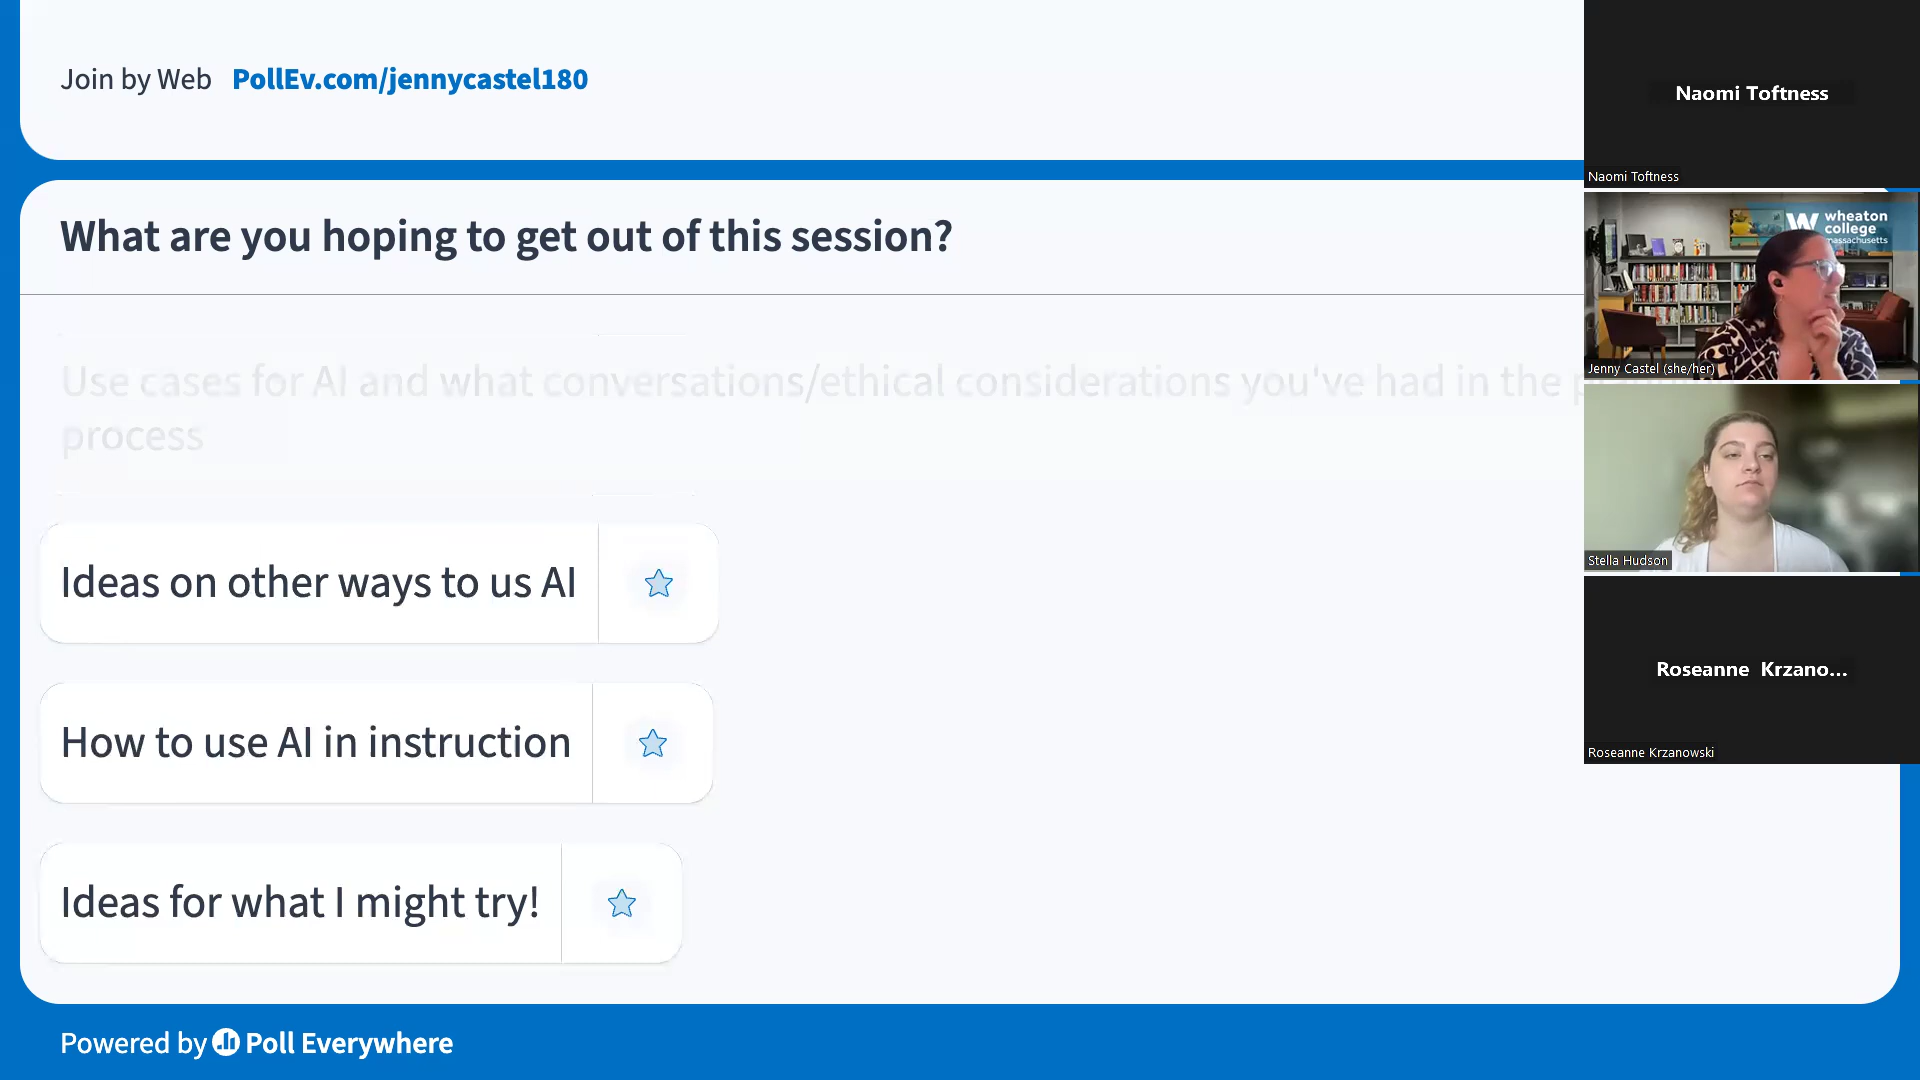 Join by Web PollEv.com/jennycastel180
What are you hoping to get out of this session?
Use cases for AI and what conversations/ethical considerations you've had in the
process
Ideas on other ways to us AI
How to use AI in instruction
Ideas for what I might try!
Powered by Poll Everywhere
Naomi Toftness
Naomi Toftness
W wheaton
college
massachusetts
Jenny Castel (she/her)
Stella Hudson
Roseanne Krzano...
Roseanne Krzanowski